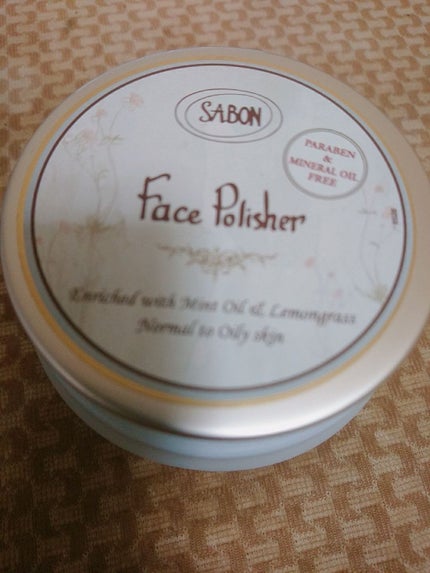 SABON
PARABEN
&
MINERAL OIL
FREE
Face Polisher
Enriched with Mint Oil & Lemongrass
Normal to Oily skin